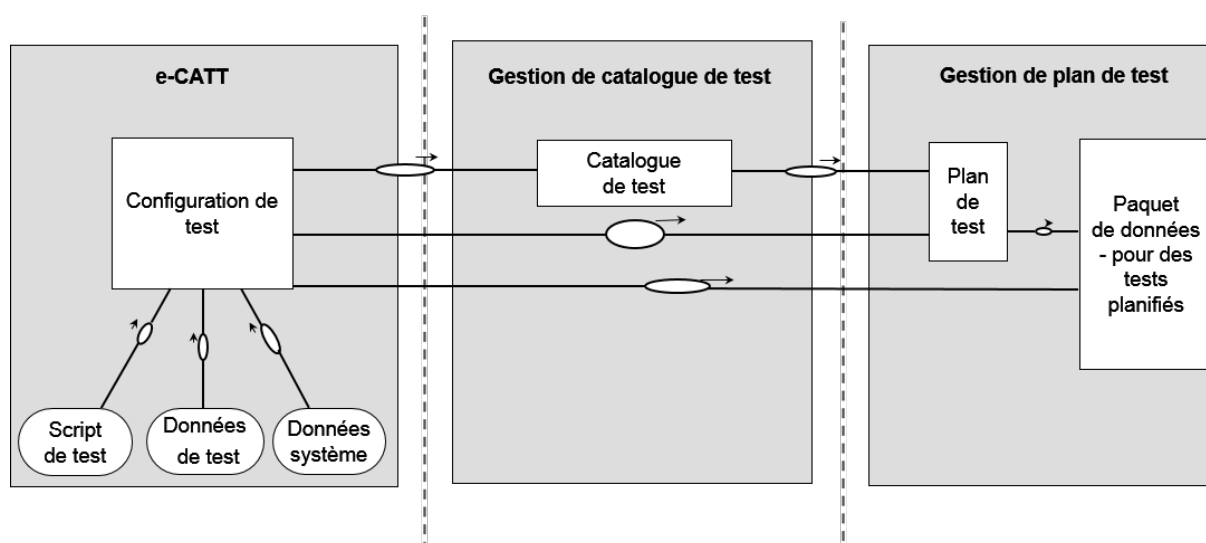 e-CATT
Configuration de
test
Script
de test
Données
de test
Données
système
Gestion de catalogue de test
Catalogue
de test
Gestion de plan de test
Plan
de
test
Paquet
de données
- pour des
tests
planifiés